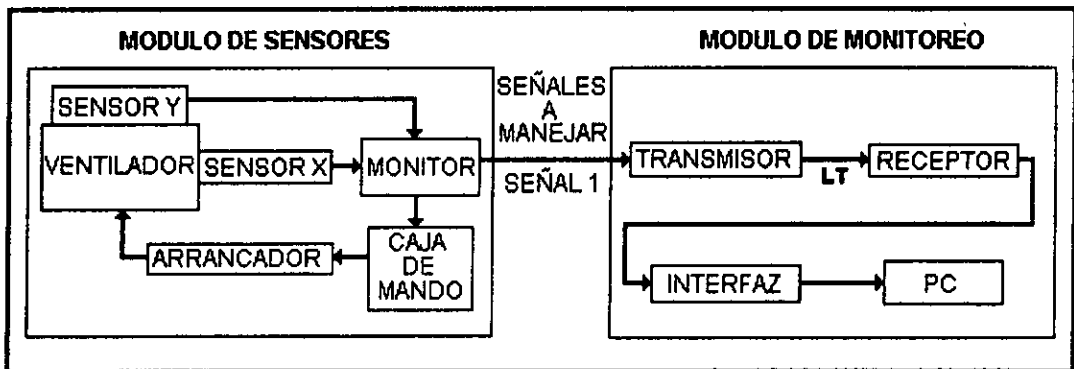 MODULO DE SENSORES
SENSOR Y
VENTILADOR
SENSOR X
MONITOR
ARRANCADOR
CAJA
DE
MANDO
SEÑALES
A
MANEJAR
SEÑAL 1
MODULO DE MONITOREO
TRANSMISOR
LT
RECEPTOR
INTERFAZ
PC